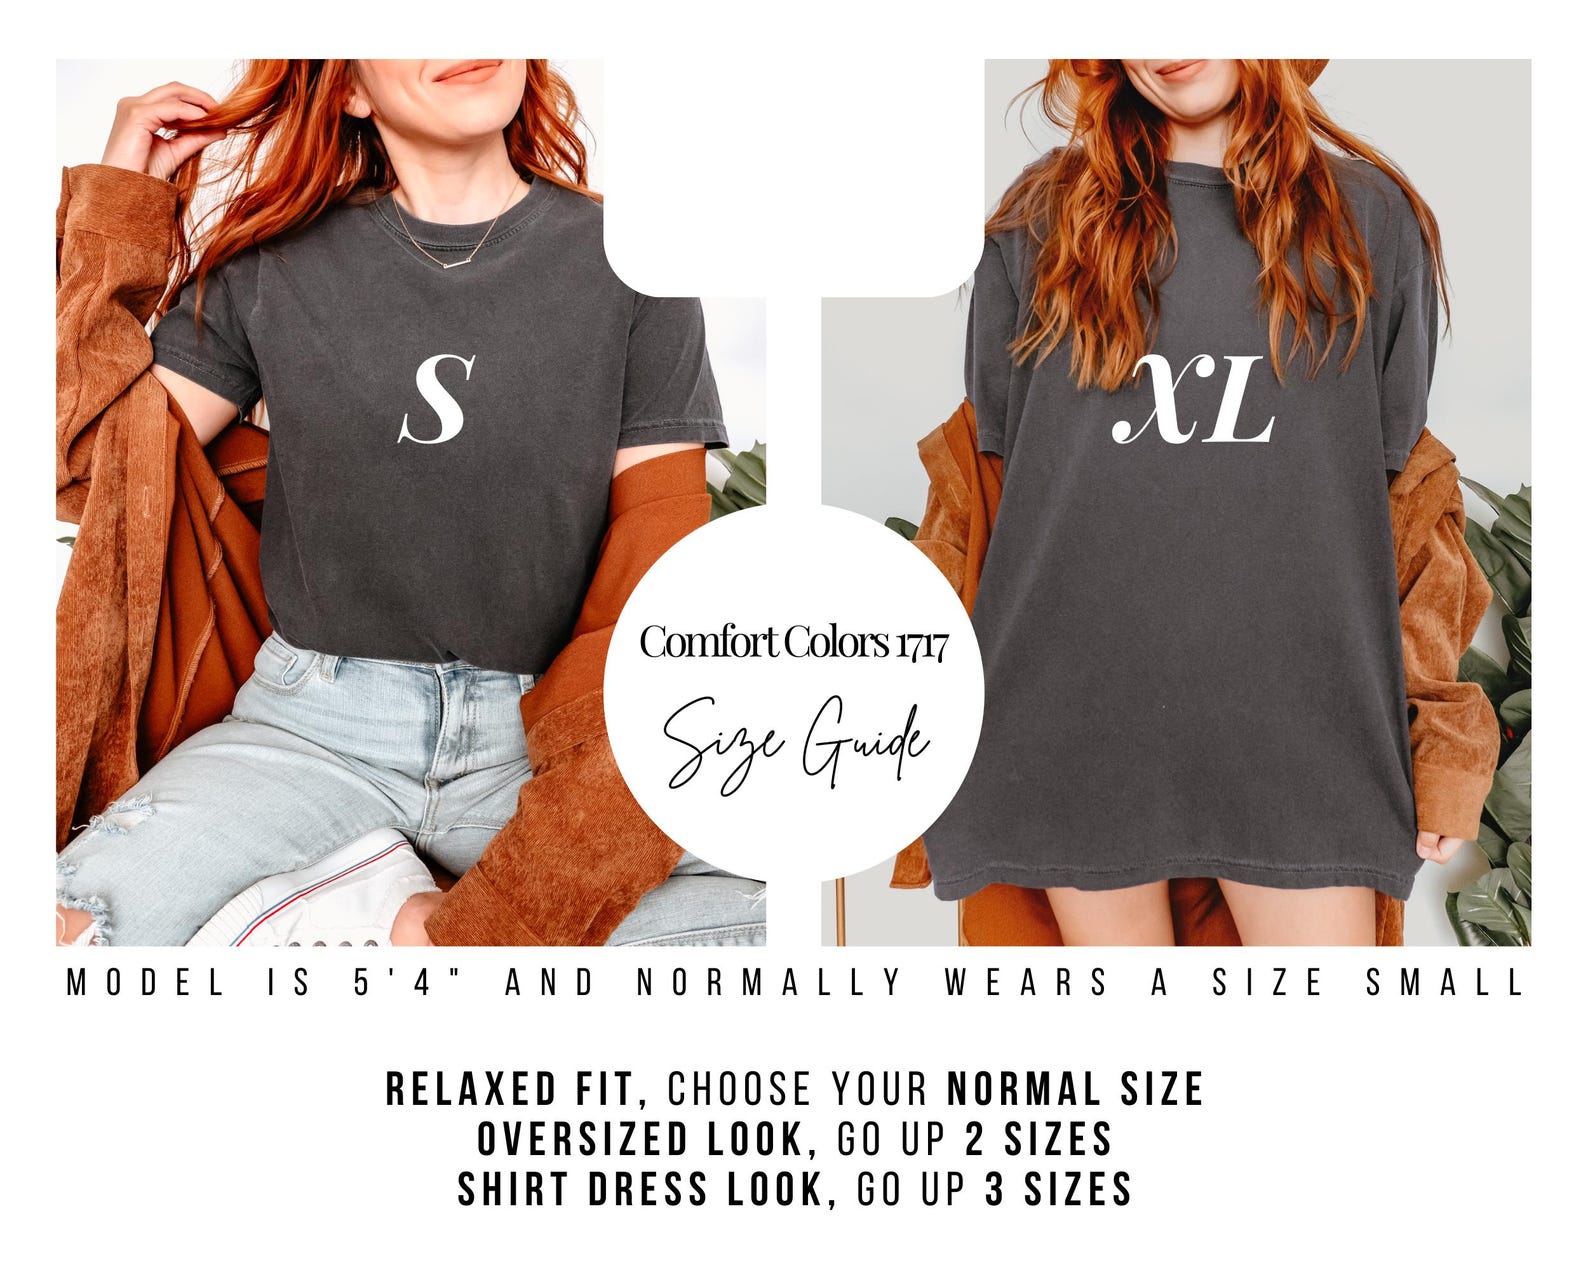 S
XL
Comfort Colors 1717
Size Guide
MODEL IS 5'4" AND NORMALLY WEARS A SIZE SMALL
RELAXED FIT, CHOOSE YOUR NORMAL SIZE
OVERSIZED LOOK, GO UP 2 SIZES
SHIRT DRESS LOOK, GO UP 3 SIZES